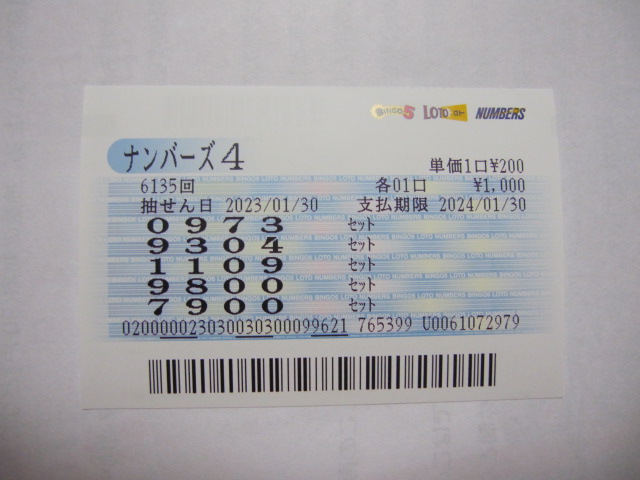 BINGO5 LOTO NUMBERS
ナンバーズ4
単価1口¥200
6135回 各01口 ¥1,000
抽せん日 2023/01/30 支払期限 2024/01/30
0973 セット
9304 セット
1109 セット
9800 セット
7900 セット
020000023030030300099621 765399 U0061072979